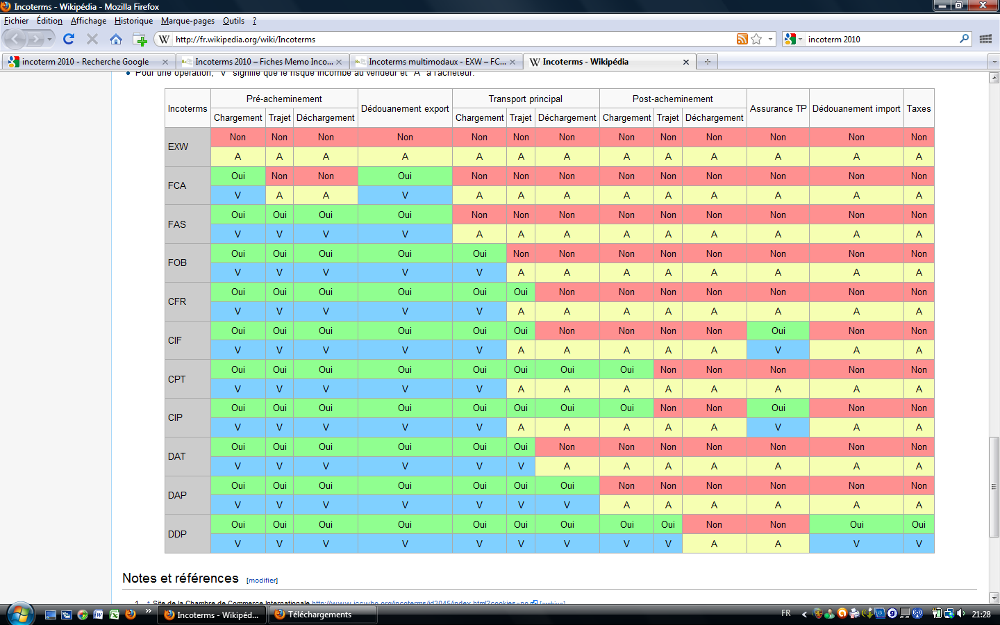 Incoterms - Wikipédia - Mozilla Firefox
Fichier Édition Affichage Historique Marque-pages Outils ?
http://fr.wikipedia.org/wiki/Incoterms incoterm 2010
incoterm 2010 - Recherche Google Incoterms 2010 – Fiches Memo Inco... Incoterms multimodaux - EXW – FC... Incoterms - Wikipédia
Pour une opération, "V" signifie que le risque incombe au vendeur et "A" à l'acheteur.
Incoterms Pré-acheminement Dédouanement export Transport principal Post-acheminement Assurance TP Dédouanement import Taxes
Chargement Trajet Déchargement Chargement Trajet Déchargement Chargement Trajet Déchargement
EXW Non Non Non Non Non Non Non Non Non Non Non Non Non
A A A A A A A A A A A A A
FCA Oui Non Non Oui Non Non Non Non Non Non Non Non Non
V A A V A A A A A A A A A
FAS Oui Oui Oui Oui Non Non Non Non Non Non Non Non Non
V V V V A A A A A A A A A
FOB Oui Oui Oui Oui Oui Non Non Non Non Non Non Non Non
V V V V V A A A A A A A A
CFR Oui Oui Oui Oui Oui Oui Non Non Non Non Non Non Non
V V V V V A A A A A A A A
CIF Oui Oui Oui Oui Oui Oui Non Non Non Non Oui Non Non
V V V V V A A A A A V A A
CPT Oui Oui Oui Oui Oui Oui Oui Oui Non Non Non Non Non
V V V V V A A A A A A A A
CIP Oui Oui Oui Oui Oui Oui Oui Oui Non Non Oui Non Non
V V V V V A A A A A V A A
DAT Oui Oui Oui Oui Oui Oui Non Non Non Non Non Non Non
V V V V V V A A A A A A A
DAP Oui Oui Oui Oui Oui Oui Oui Non Non Non Non Non Non
V V V V V V V A A A A A A
DDP Oui Oui Oui Oui Oui Oui Oui Oui Oui Non Non Oui Oui
V V V V V V V V V A A V V
Notes et références [modifier]
1. ↑ Site de la Chambre de Commerce Internationale http://www.iccwbo.org/incoterms/id3045/index.html?cookies=no [archive]
Incoterms - Wikipéd... Téléchargements FR 21:28